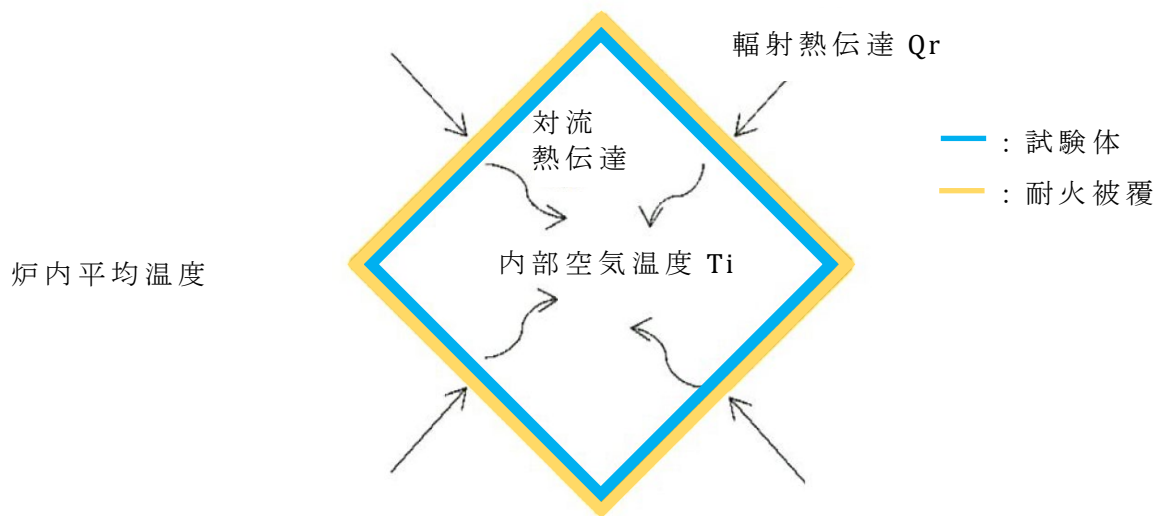 輻射熱伝達 Qr
対流
熱伝達
：試験体
：耐火被覆
内部空気温度 Ti
炉内平均温度